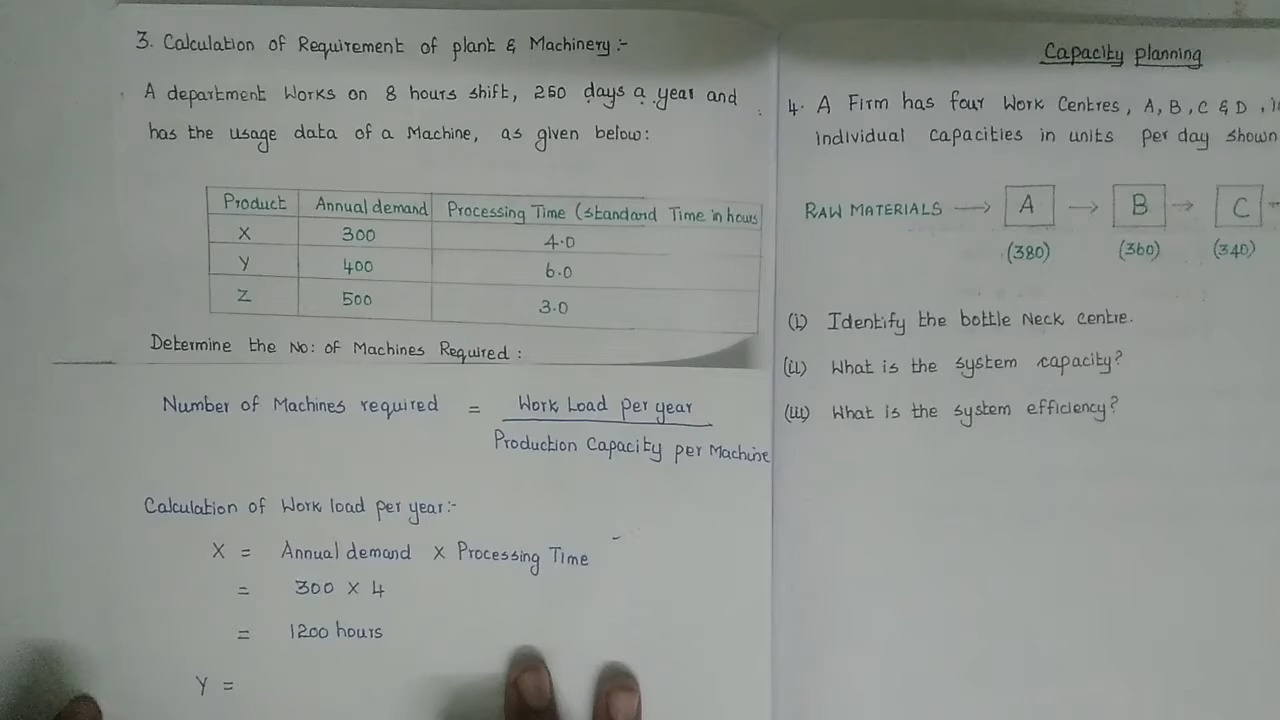 3. Calculation of Requirement of plant & Machinery :-
A department Works on 8 hours shift, 250 days a year and
has the usage data of a Machine, as given below:
Product Annual demand Processing Time (standard Time in hours
X 300 4.0
Y 400 6.0
Z 500 3.0
Determine the No: of Machines Required :
Number of Machines required = Work Load per year
Production Capacity per Machine
Calculation of Work load per year:-
X = Annual demand X Processing Time
= 300 X 4
= 1200 hours
Y =
Capacity planning
4. A Firm has four Work Centres, A, B, C & D,
individual capacities in units per day shown
RAW MATERIALS → A → B → C
(380) (360) (340)
(i) Identify the bottle Neck centre.
(ii) What is the system capacity?
(iii) What is the system efficiency?